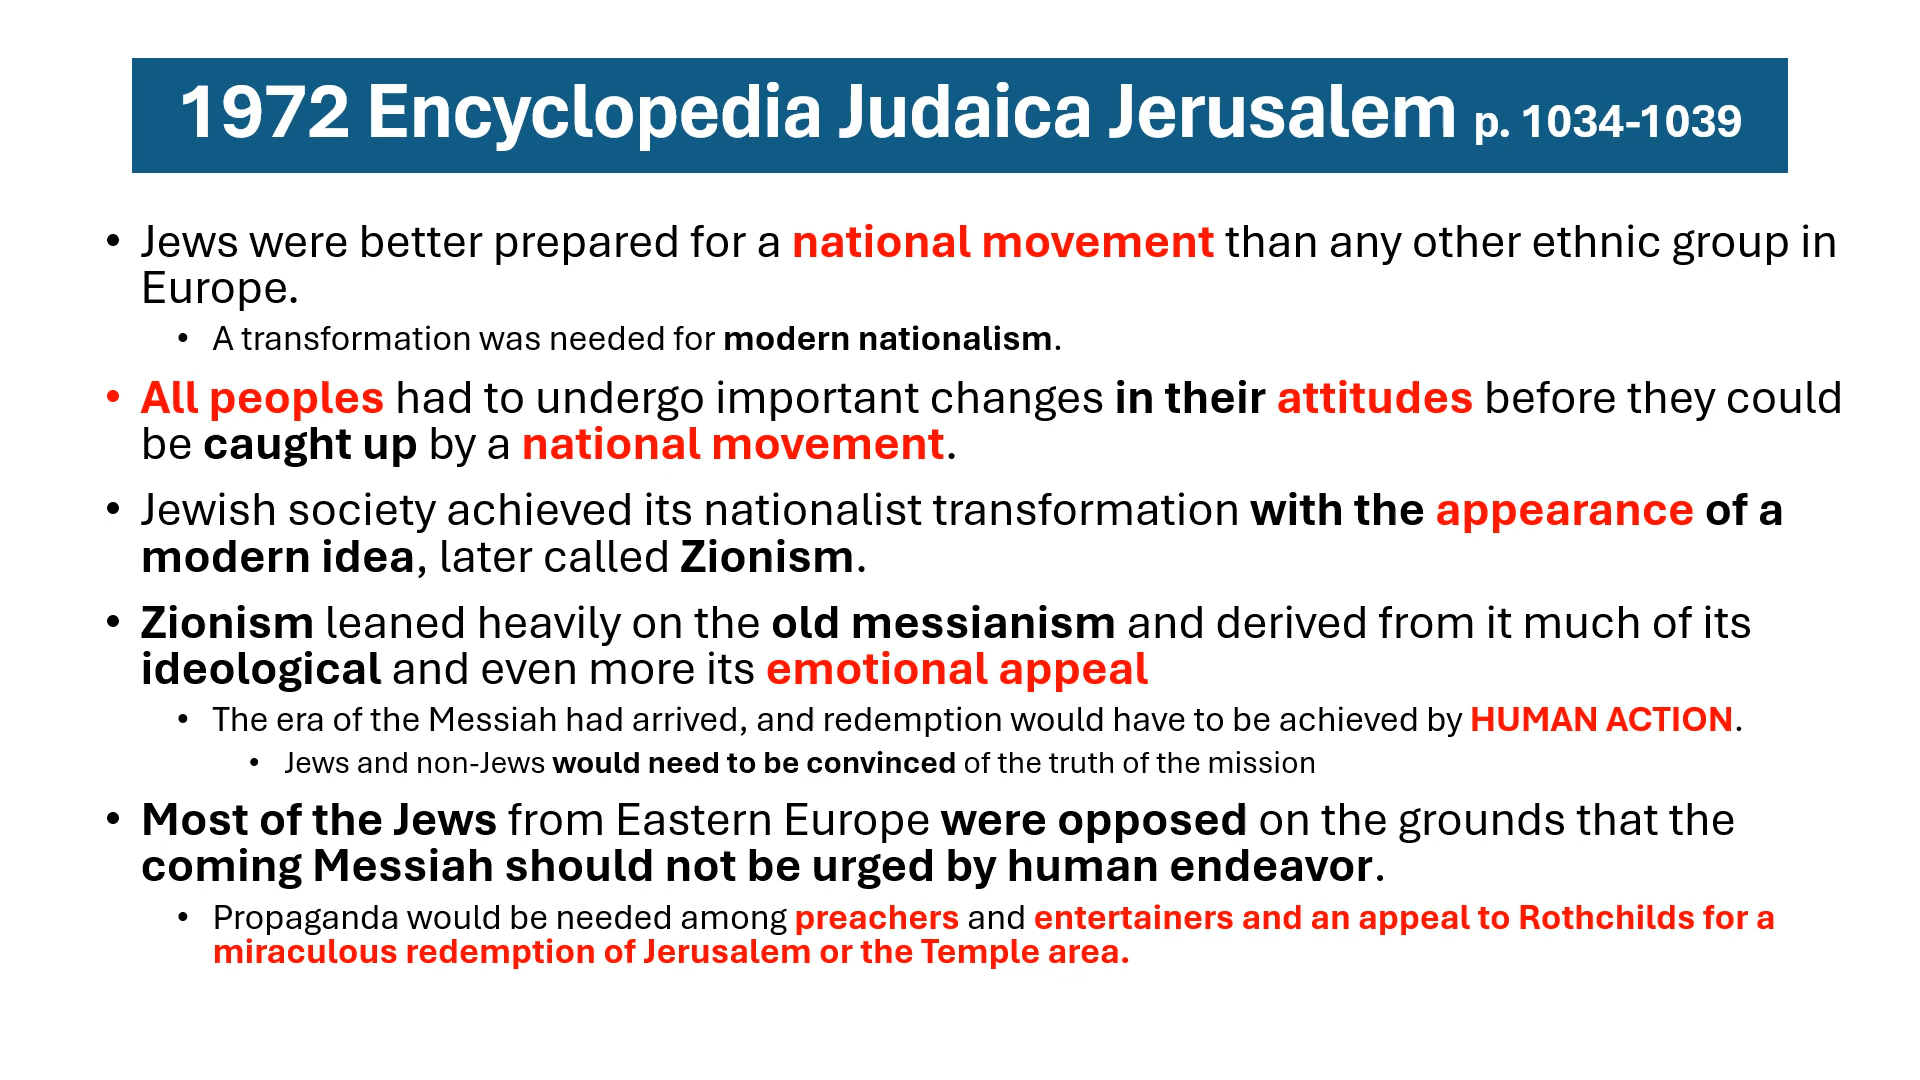 1972 Encyclopedia Judaica Jerusalem p. 1034-1039
• Jews were better prepared for a national movement than any other ethnic group in
Europe.
• A transformation was needed for modern nationalism.
• All peoples had to undergo important changes in their attitudes before they could
be caught up by a national movement.
• Jewish society achieved its nationalist transformation with the appearance of a
modern idea, later called Zionism.
• Zionism leaned heavily on the old messianism and derived from it much of its
ideological and even more its emotional appeal
• The era of the Messiah had arrived, and redemption would have to be achieved by HUMAN ACTION.
• Jews and non-Jews would need to be convinced of the truth of the mission
• Most of the Jews from Eastern Europe were opposed on the grounds that the
coming Messiah should not be urged by human endeavor.
• Propaganda would be needed among preachers and entertainers and an appeal to Rothchilds for a
miraculous redemption of Jerusalem or the Temple area.